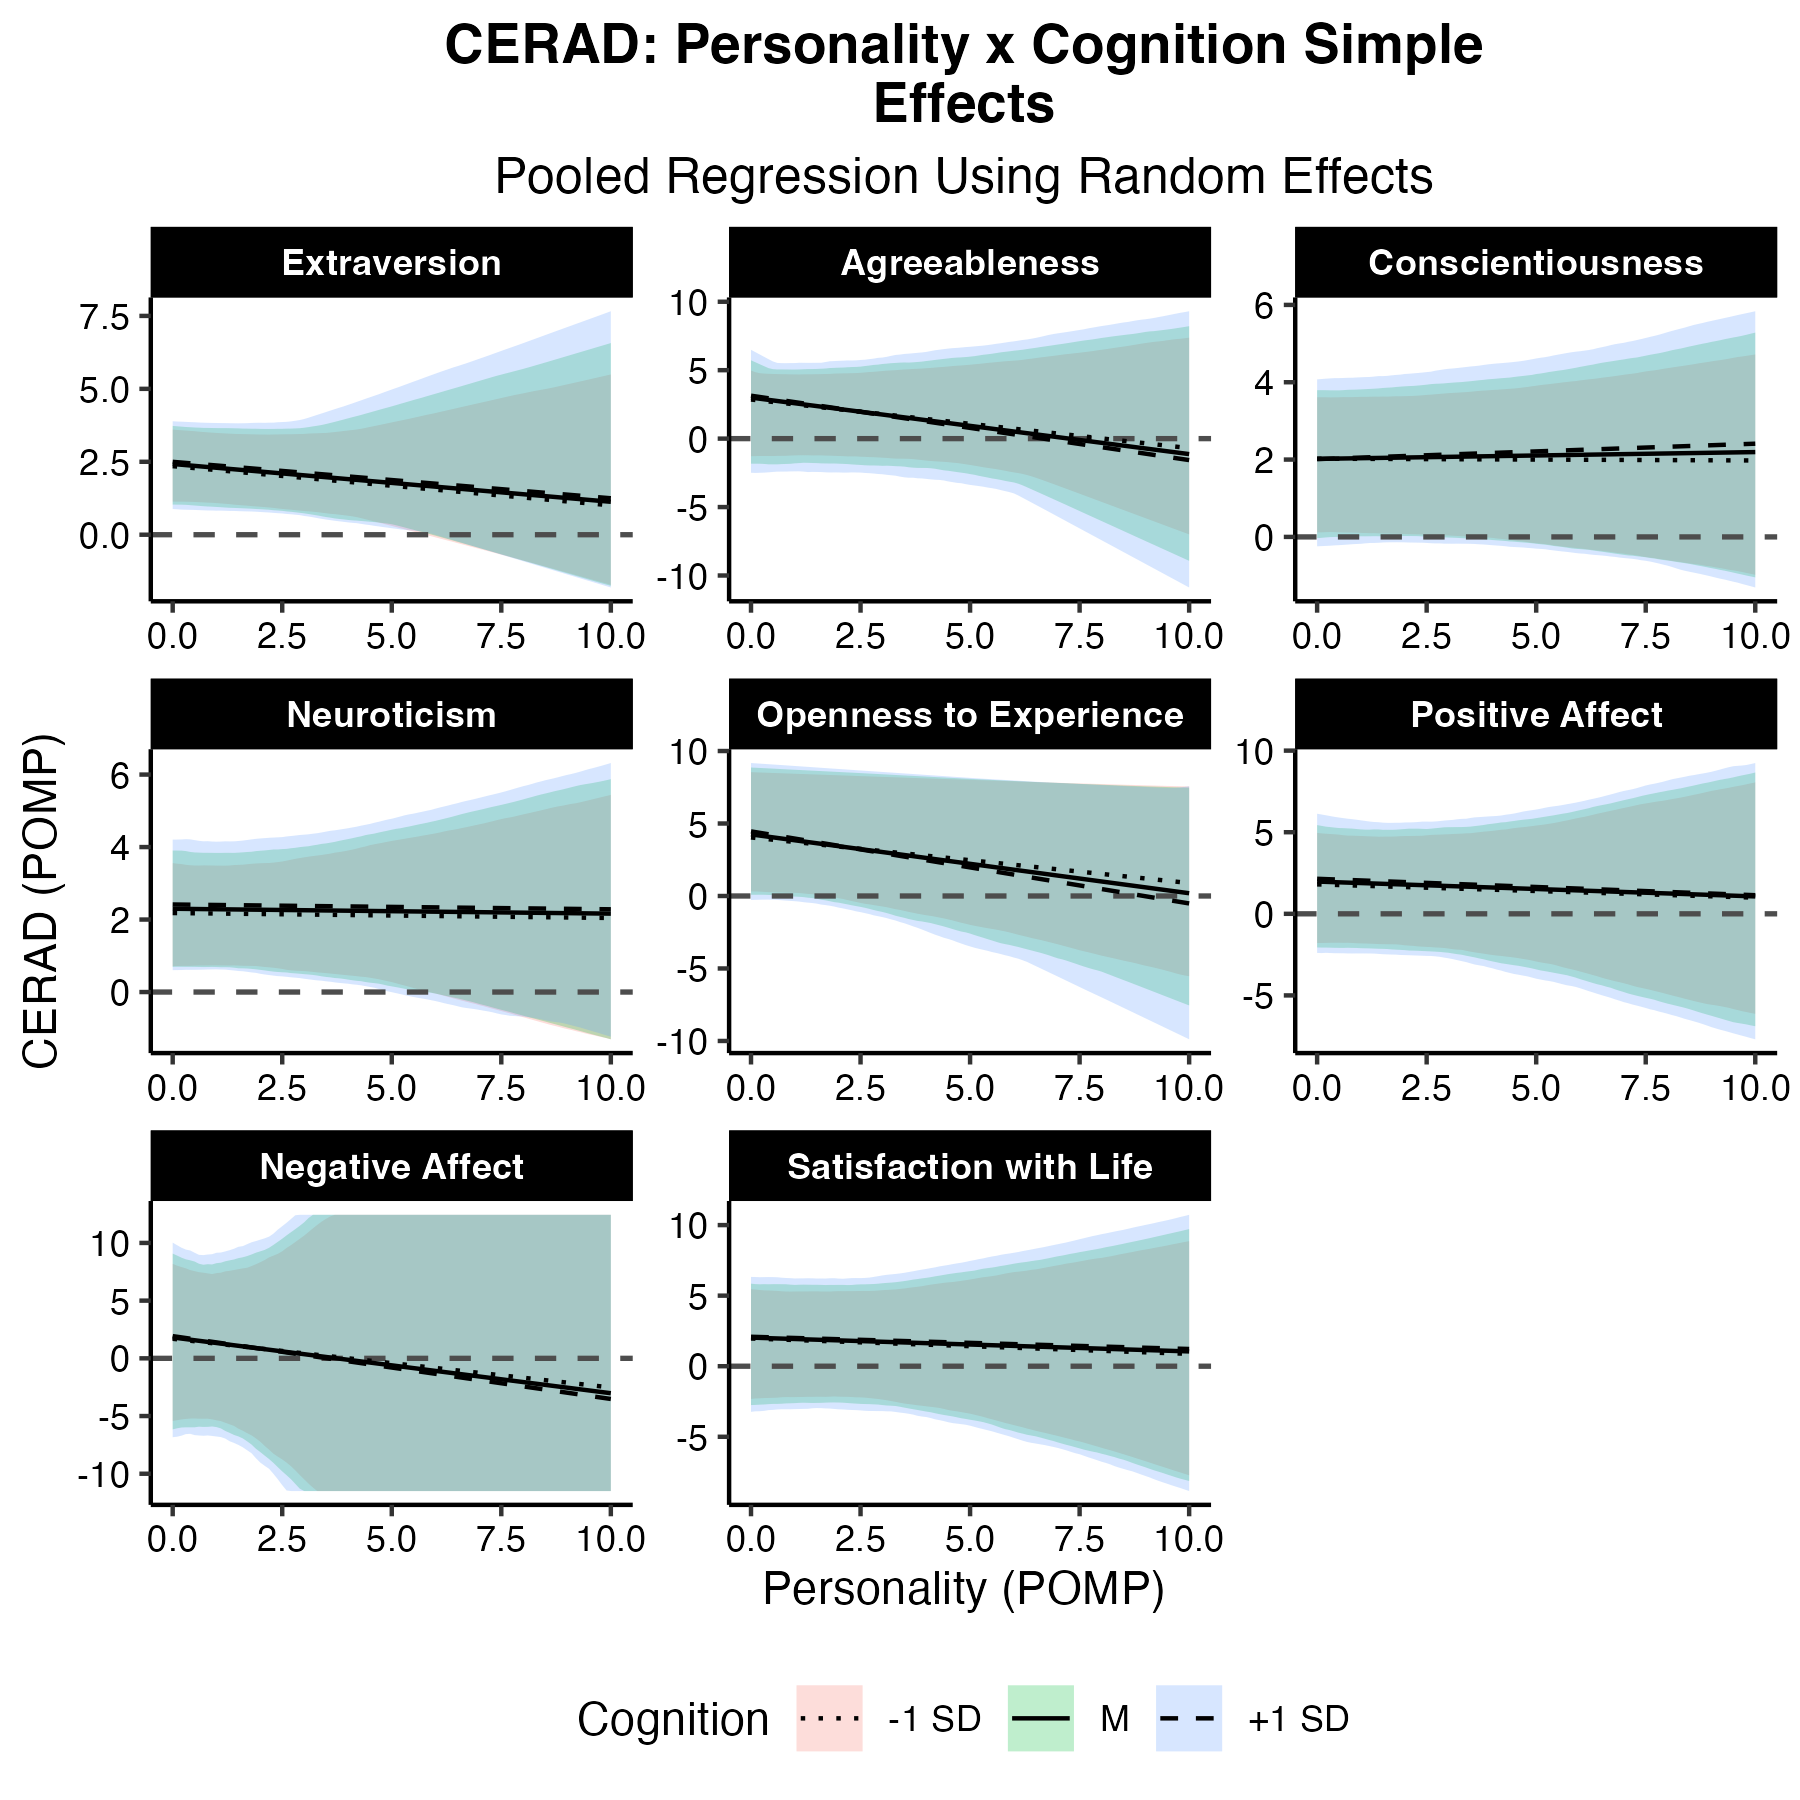 CERAD: Personality x Cognition Simple
Effects
Pooled Regression Using Random Effects
Extraversion
Agreeableness
Conscientiousness
7.5
5.0
2.5
0.0
10
5
0
-5
-10
6
4
2
0
0.0 2.5 5.0 7.5 10.0
0.0 2.5 5.0 7.5 10.0
0.0 2.5 5.0 7.5 10.0
CERAD (POMP)
Neuroticism
Openness to Experience
Positive Affect
6
4
2
0
10
5
0
-5
-10
10
5
0
-5
0.0 2.5 5.0 7.5 10.0
0.0 2.5 5.0 7.5 10.0
0.0 2.5 5.0 7.5 10.0
Negative Affect
Satisfaction with Life
10
5
0
-5
-10
10
5
0
-5
0.0 2.5 5.0 7.5 10.0
0.0 2.5 5.0 7.5 10.0
Personality (POMP)
Cognition -1 SD M +1 SD